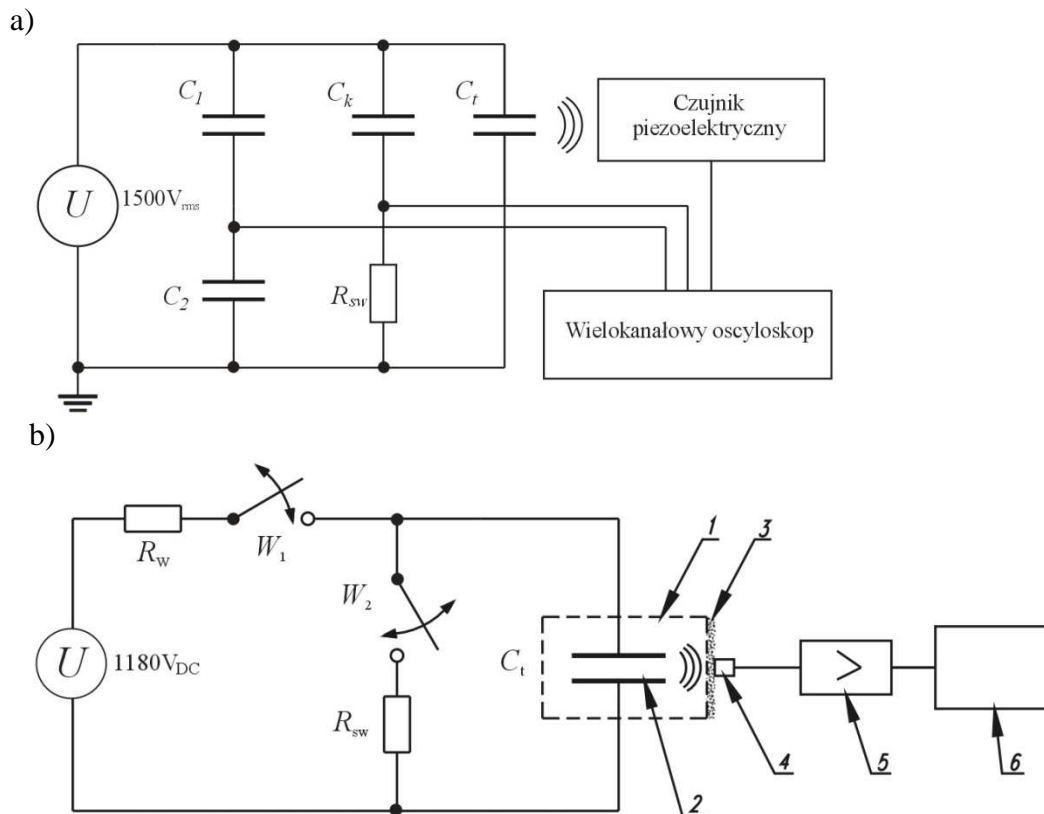 a)
C1
Ck
Ct
Czujnik
piezoelektryczny
U
1500Vrms
C2
Rsw
Wielokanałowy oscyloskop
b)
Rw
W1
W2
1
3
U
1180VDC
Ct
Rsw
2
4
5
6